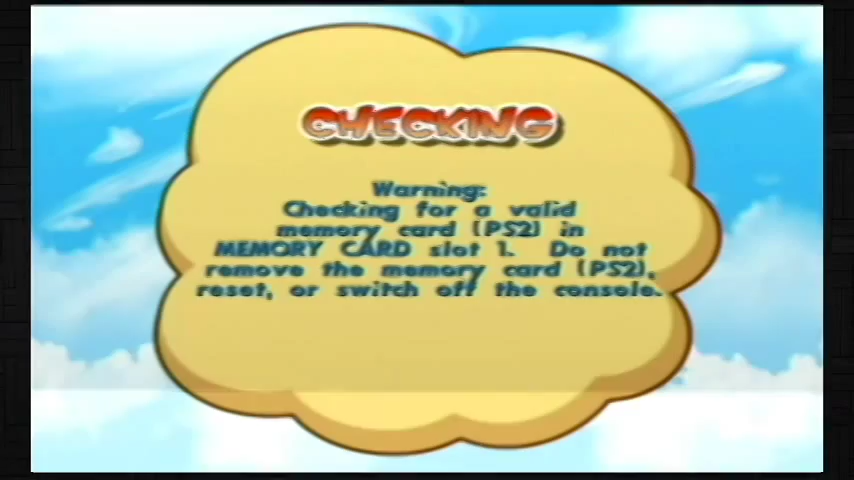 CHECKING
Warning:
Checking for a valid
memory card (PS2) in
MEMORY CARD slot 1. Do not
remove the memory card (PS2),
reset, or switch off the console.